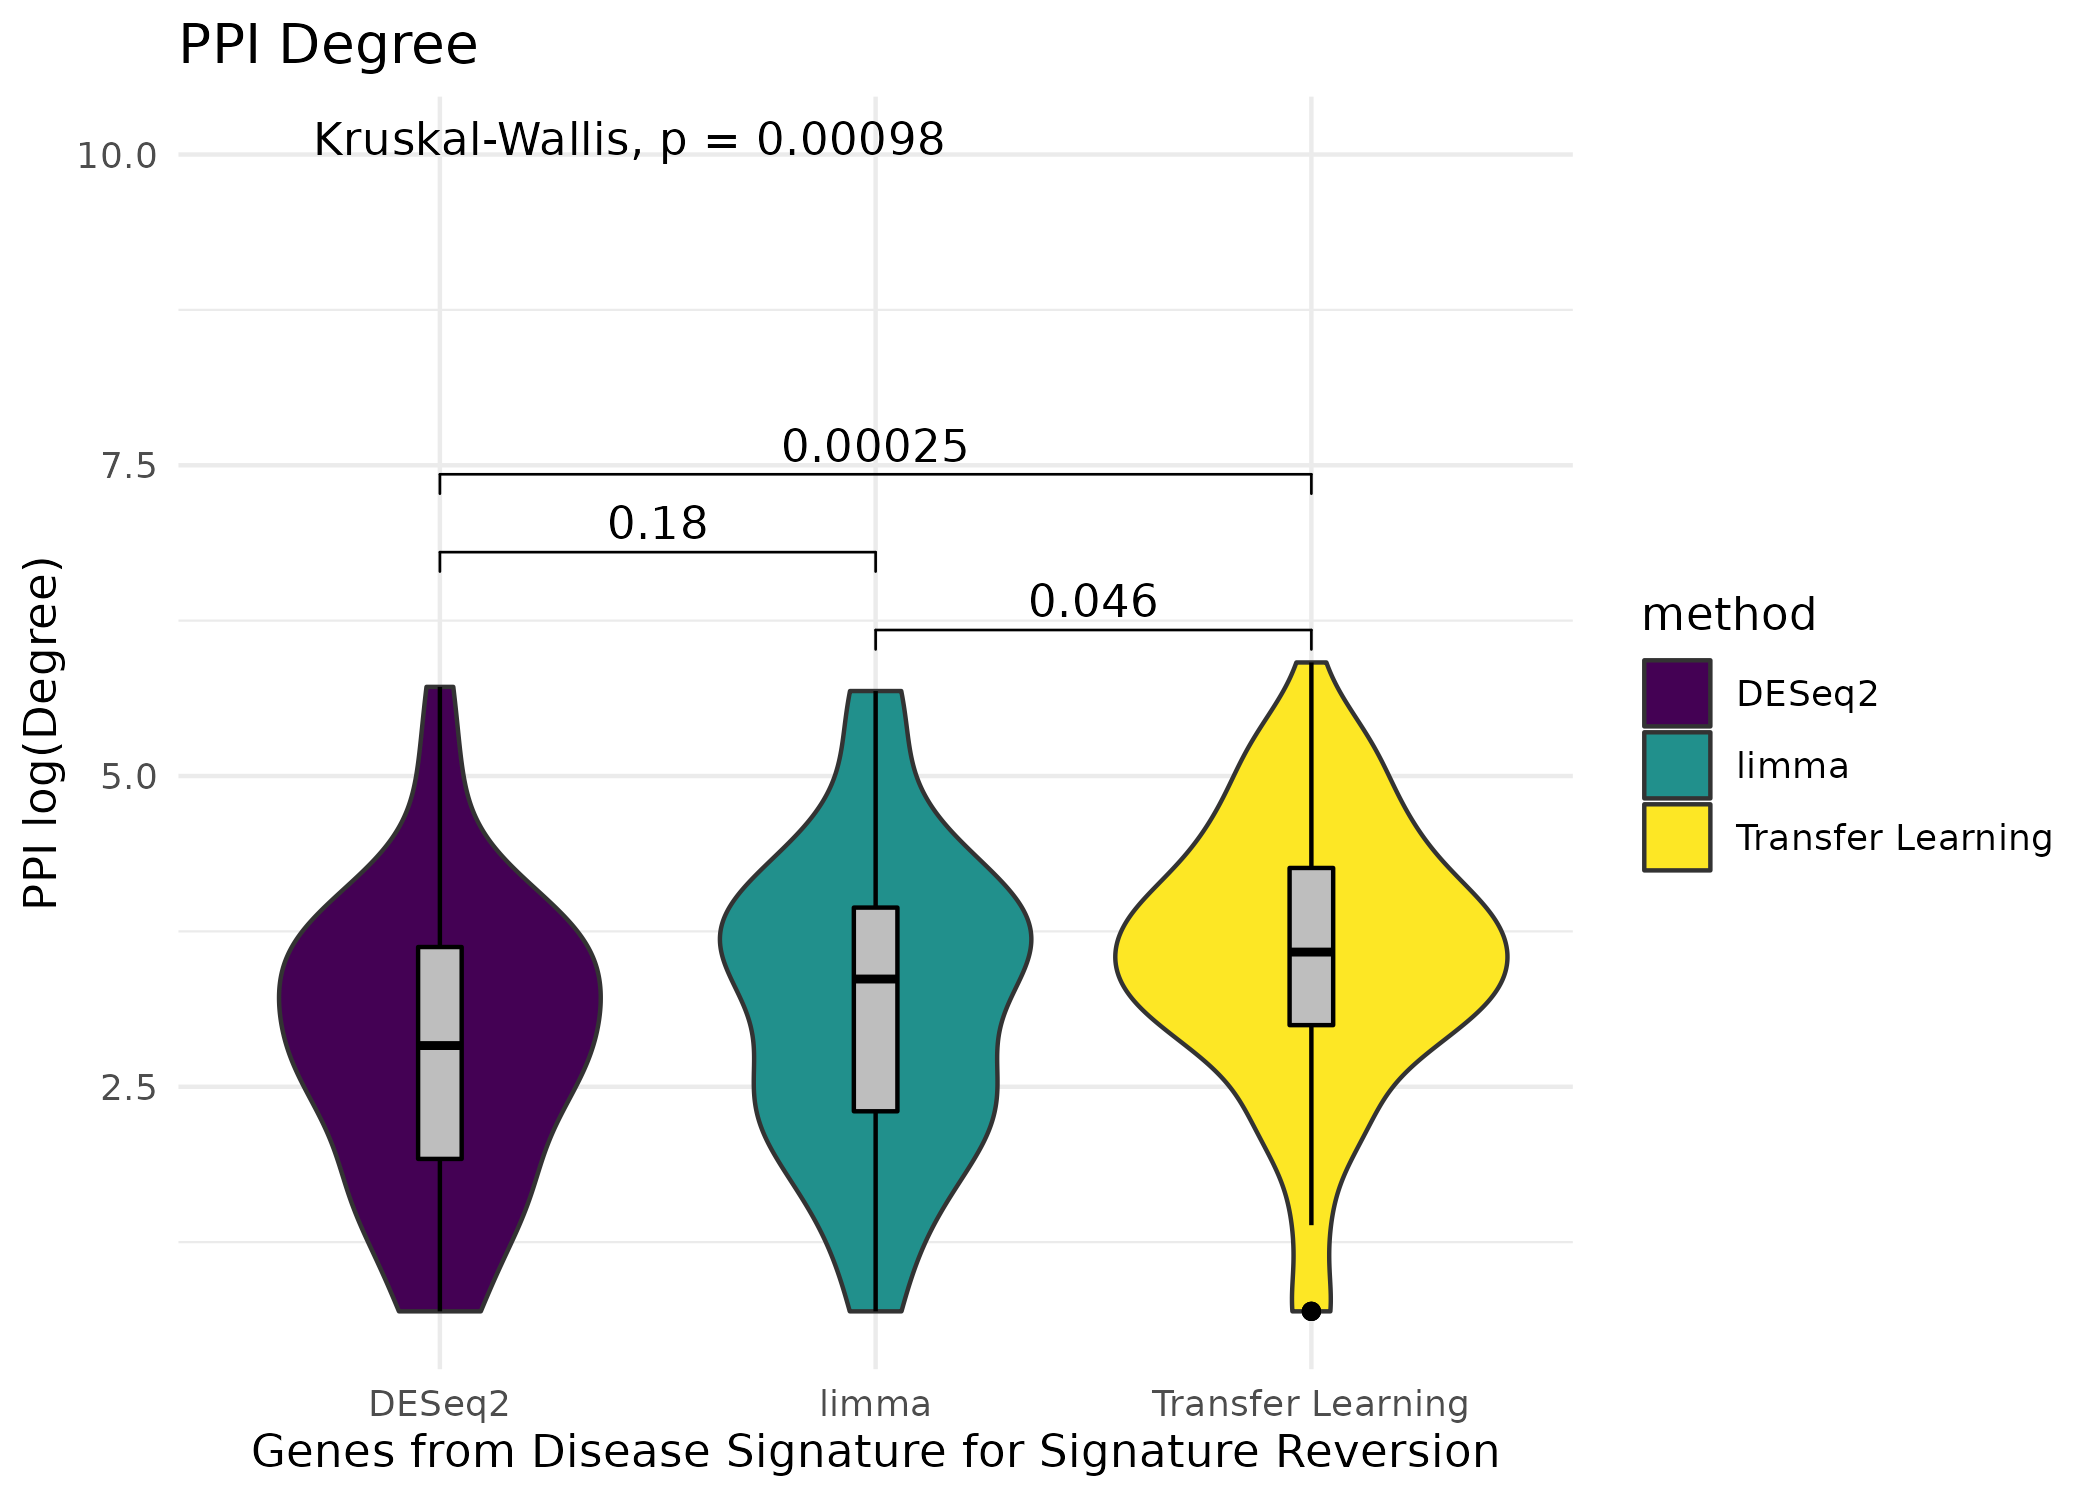 PPI Degree
Kruskal-Wallis, p = 0.00098
10.0
7.5
5.0
2.5
PPI log(Degree)
0.00025
0.18
0.046
DESeq2
limma
Transfer Learning
Genes from Disease Signature for Signature Reversion
method
DESeq2
limma
Transfer Learning